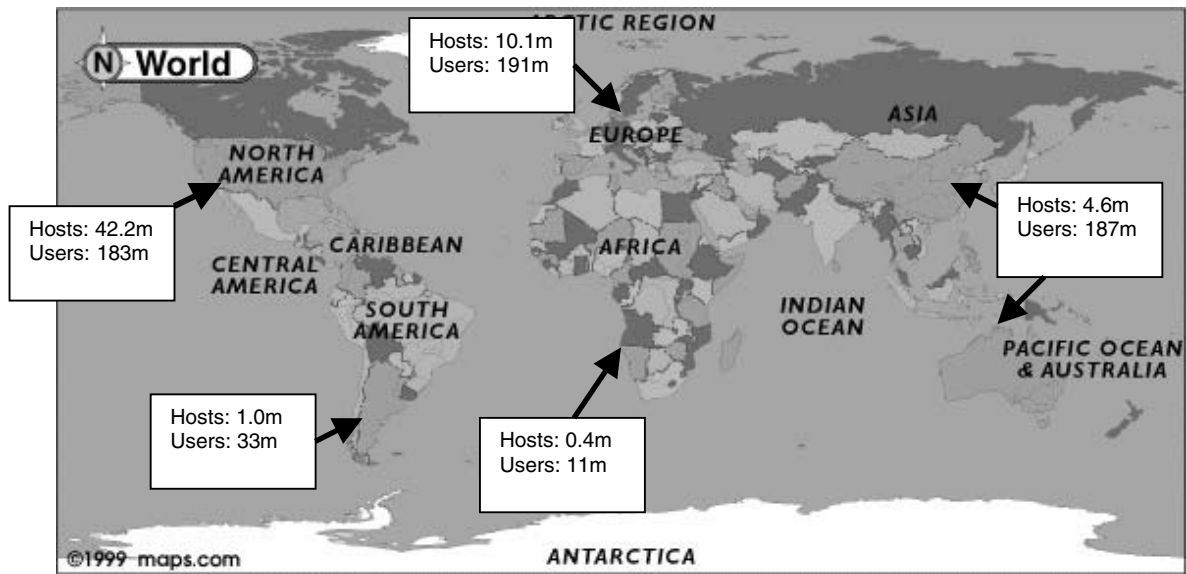 ARCTIC REGION
Hosts: 10.1m
Users: 191m
N World
ASIA
EUROPE
NORTH
AMERICA
Hosts: 42.2m
Users: 183m
Hosts: 4.6m
Users: 187m
CARIBBEAN
AFRICA
CENTRAL
AMERICA
SOUTH
AMERICA
INDIAN
OCEAN
PACIFIC OCEAN
& AUSTRALIA
Hosts: 1.0m
Users: 33m
Hosts: 0.4m
Users: 11m
©1999 maps.com
ANTARCTICA